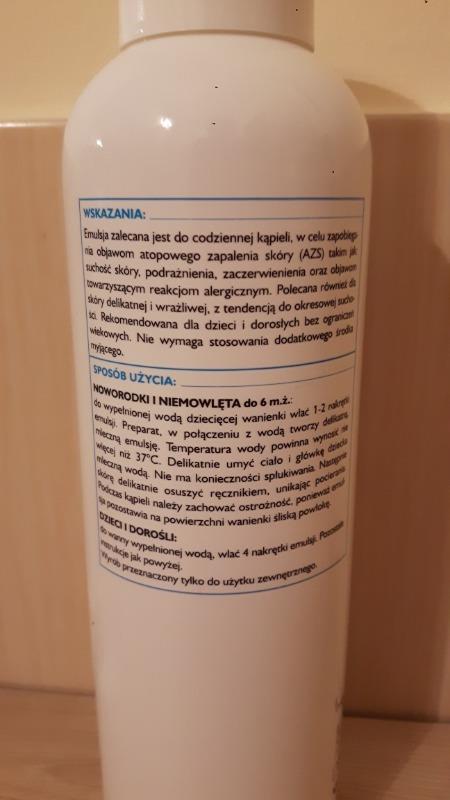 WSKAZANIA:
Emulsja zalecana jest do codziennej kąpieli, w celu zapobiega-
nia objawom atopowego zapalenia skóry (AZS) takim jak
suchość skóry, podrażnienia, zaczerwienienia oraz objawom
towarzyszącym reakcjom alergicznym. Polecana również dla
skóry delikatnej i wrażliwej, z tendencją do okresowej sucho-
ści. Rekomendowana dla dzieci i dorosłych bez ograniczeń
wiekowych. Nie wymaga stosowania dodatkowego środka
myjącego.
SPOSÓB UŻYCIA:
NOWORODKI I NIEMOWLĘTA do 6 m.ż.:
do wypełnionej wodą dziecięcej wanienki wlać 1-2 nakrętki
emulsji. Preparat, w połączeniu z wodą tworzy delikatną,
mleczną emulsję. Temperatura wody powinna wynosić nie
więcej niż 37°C. Delikatnie umyć ciało i główkę dziecka
mleczną wodą. Nie ma konieczności spłukiwania. Następnie
skórę delikatnie osuszyć ręcznikiem, unikając pocierania.
Podczas kąpieli należy zachować ostrożność, ponieważ emul-
sja pozostawia na powierzchni wanienki śliską powłokę.
DZIECI I DOROŚLI:
do wanny wypełnionej wodą, wlać 4 nakrętki emulsji. Pozostałe
instrukcje jak powyżej.
Wyrób przeznaczony tylko do użytku zewnętrznego.